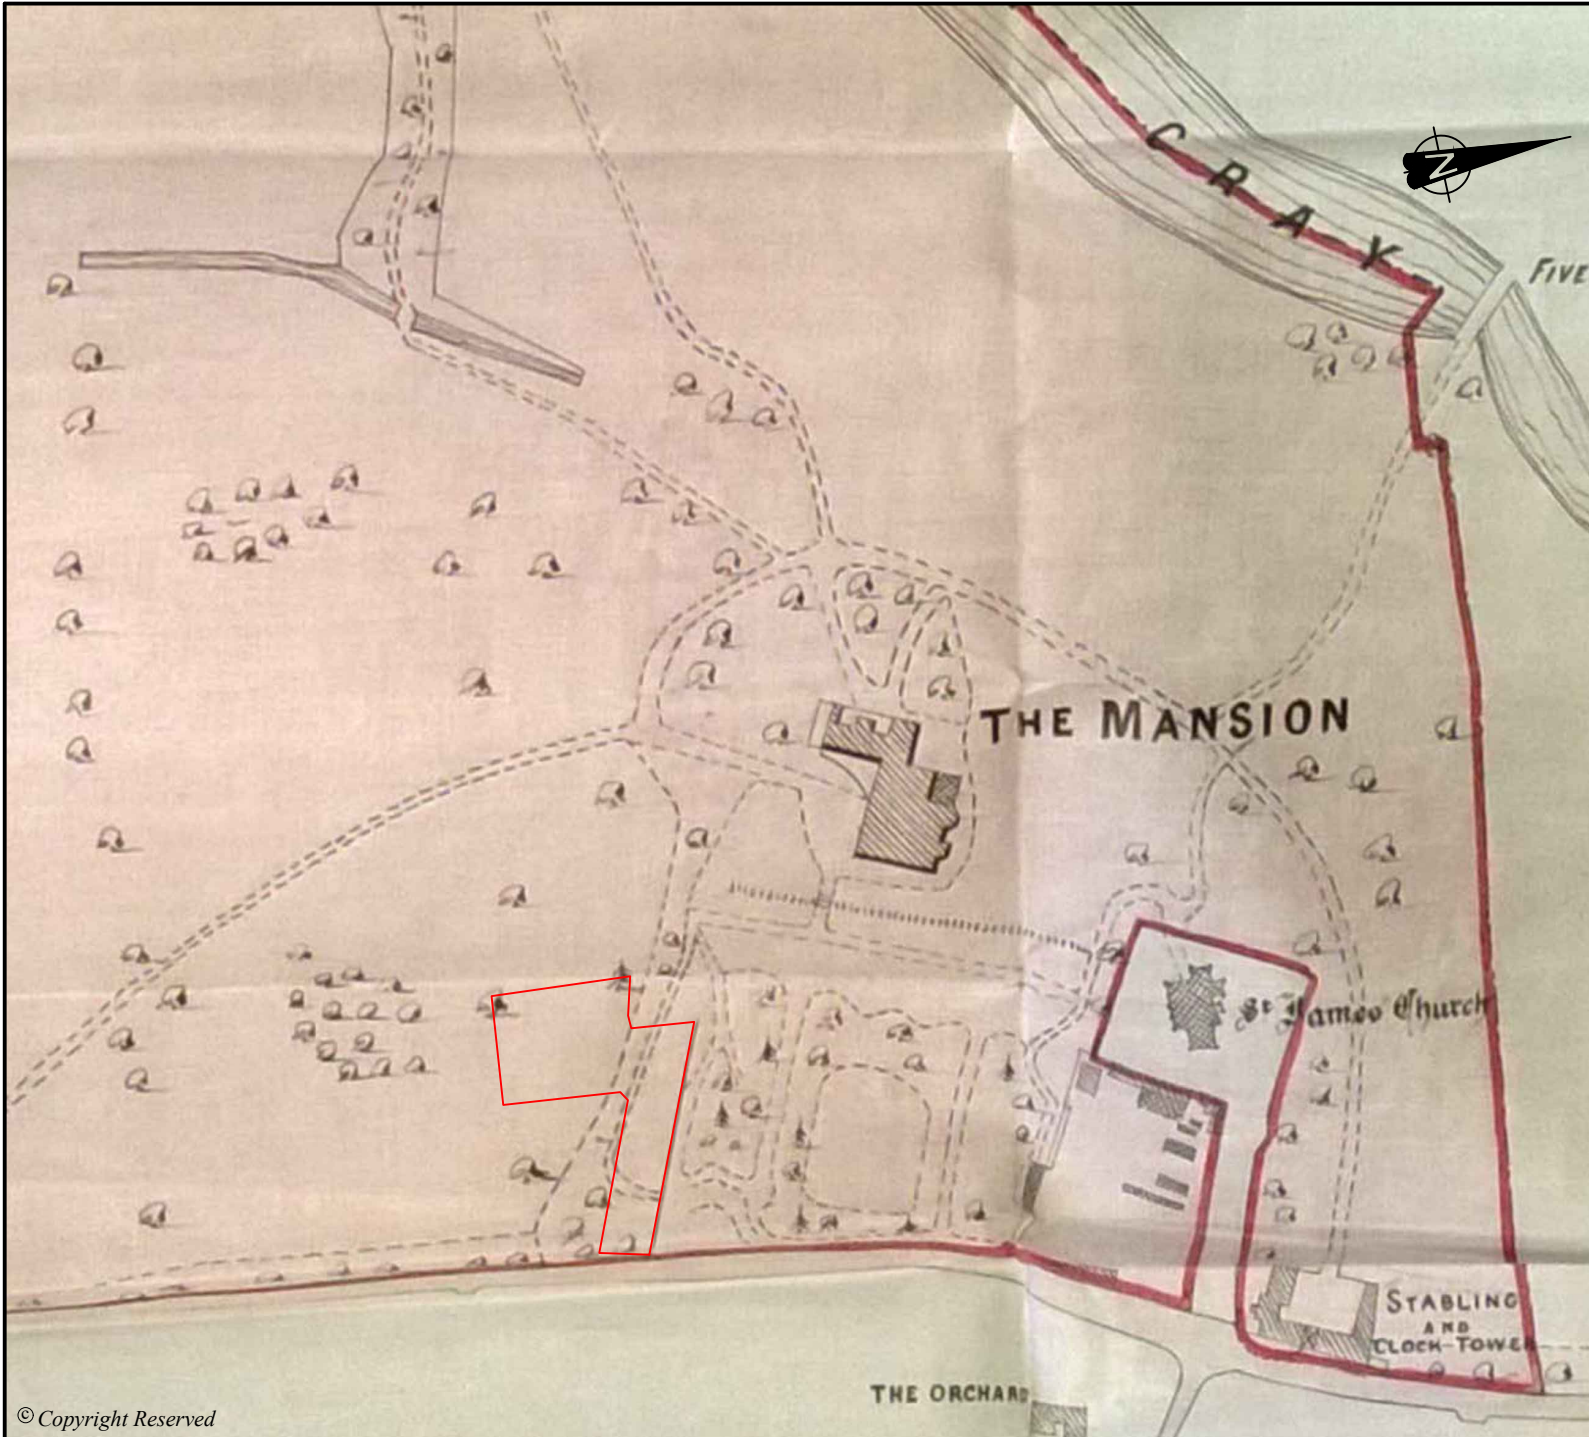 CRAY
N
FIVE
THE MANSION
St James Church
STABLING
AND
CLOCK-TOWER
THE ORCHARD
© Copyright Reserved